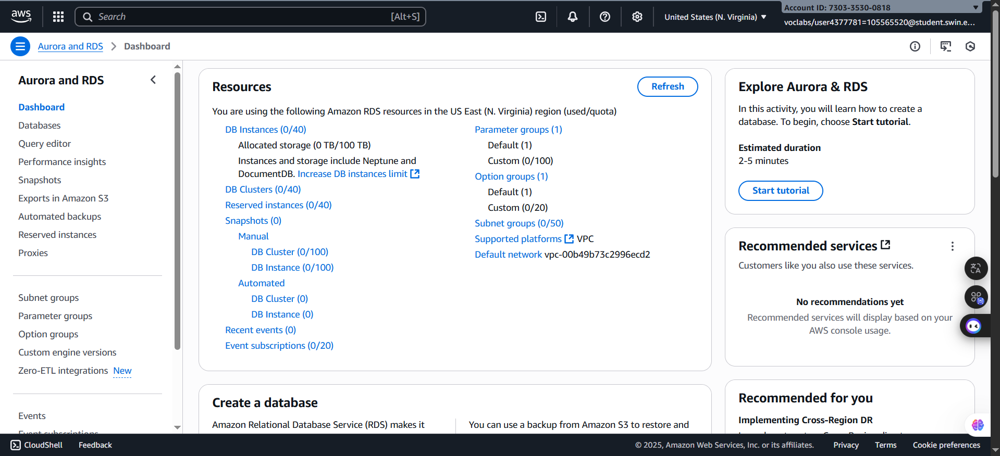 aws
Search
[Alt+S]
United States (N. Virginia)
Account ID: 7303-3530-0818
voclabs/user4377781=105565520@student.swin.e...
Aurora and RDS
Dashboard
Aurora and RDS
Dashboard
Databases
Query editor
Performance insights
Snapshots
Exports in Amazon S3
Automated backups
Reserved instances
Proxies
Subnet groups
Parameter groups
Option groups
Custom engine versions
Zero-ETL integrations New
Events
Event subscriptions
Resources
Refresh
You are using the following Amazon RDS resources in the US East (N. Virginia) region (used/quota)
DB Instances (0/40)
Allocated storage (0 TB/100 TB)
Instances and storage include Neptune and
DocumentDB. Increase DB instances limit
DB Clusters (0/40)
Reserved instances (0/40)
Snapshots (0)
Manual
DB Cluster (0/100)
DB Instance (0/100)
Automated
DB Cluster (0)
DB Instance (0)
Recent events (0)
Event subscriptions (0/20)
Parameter groups (1)
Default (1)
Custom (0/100)
Option groups (1)
Default (1)
Custom (0/20)
Subnet groups (0/50)
Supported platforms VPC
Default network vpc-00b49b73c2996ecd2
Create a database
Amazon Relational Database Service (RDS) makes it
You can use a backup from Amazon S3 to restore and
Explore Aurora & RDS
In this activity, you will learn how to create a
database. To begin, choose Start tutorial.
Estimated duration
2-5 minutes
Start tutorial
Recommended services
Customers like you also use these services.
No recommendations yet
Recommended services will display based on your
AWS console usage.
Recommended for you
Implementing Cross-Region DR
CloudShell
Feedback
© 2025, Amazon Web Services, Inc. or its affiliates.
Privacy
Terms
Cookie preferences